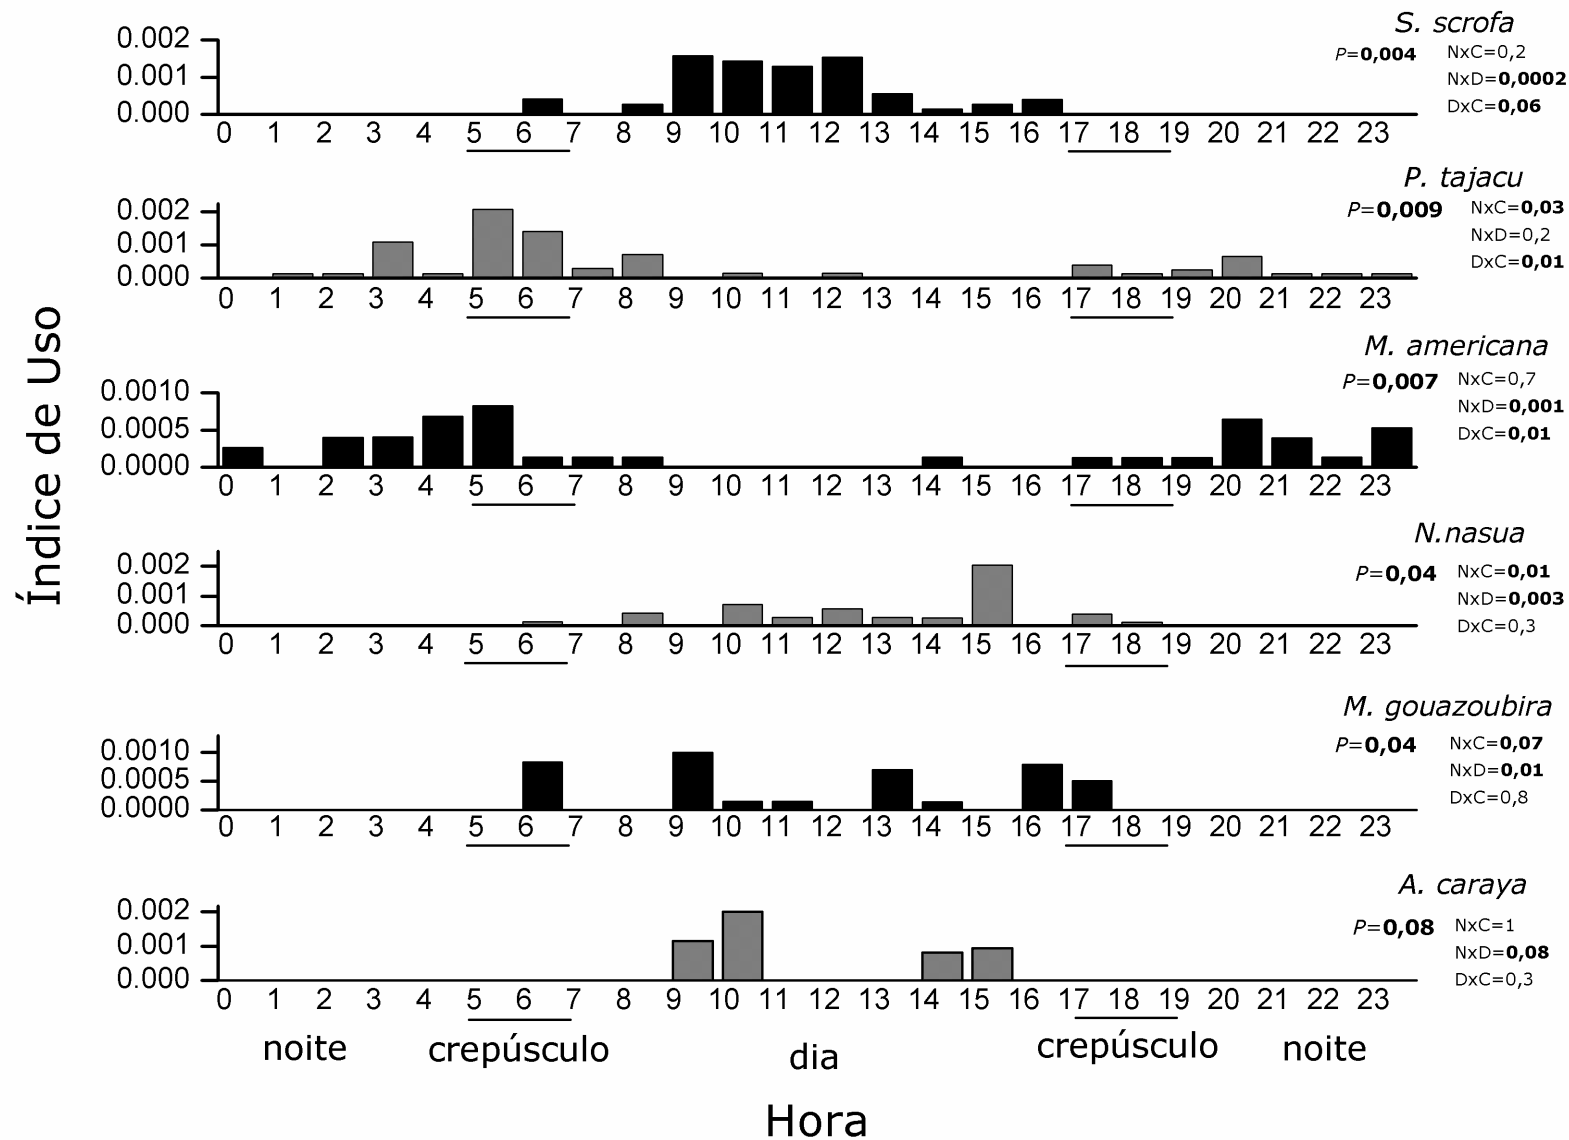 Índice de Uso
S. scrofa
P=0,004 NxC=0,2
NxD=0,0002
DxC=0,06
0.002
0.001
0.000
0 1 2 3 4 5 6 7 8 9 10 11 12 13 14 15 16 17 18 19 20 21 22 23
P. tajacu
P=0,009 NxC=0,03
NxD=0,2
DxC=0,01
0.002
0.001
0.000
0 1 2 3 4 5 6 7 8 9 10 11 12 13 14 15 16 17 18 19 20 21 22 23
M. americana
P=0,007 NxC=0,7
NxD=0,001
DxC=0,01
0.0010
0.0005
0.0000
0 1 2 3 4 5 6 7 8 9 10 11 12 13 14 15 16 17 18 19 20 21 22 23
N.nasua
P=0,04 NxC=0,01
NxD=0,003
DxC=0,3
0.002
0.001
0.000
0 1 2 3 4 5 6 7 8 9 10 11 12 13 14 15 16 17 18 19 20 21 22 23
M. gouazoubira
P=0,04 NxC=0,07
NxD=0,01
DxC=0,8
0.0010
0.0005
0.0000
0 1 2 3 4 5 6 7 8 9 10 11 12 13 14 15 16 17 18 19 20 21 22 23
A. caraya
P=0,08 NxC=1
NxD=0,08
DxC=0,3
0.002
0.001
0.000
0 1 2 3 4 5 6 7 8 9 10 11 12 13 14 15 16 17 18 19 20 21 22 23
noite crepúsculo dia crepúsculo noite
Hora